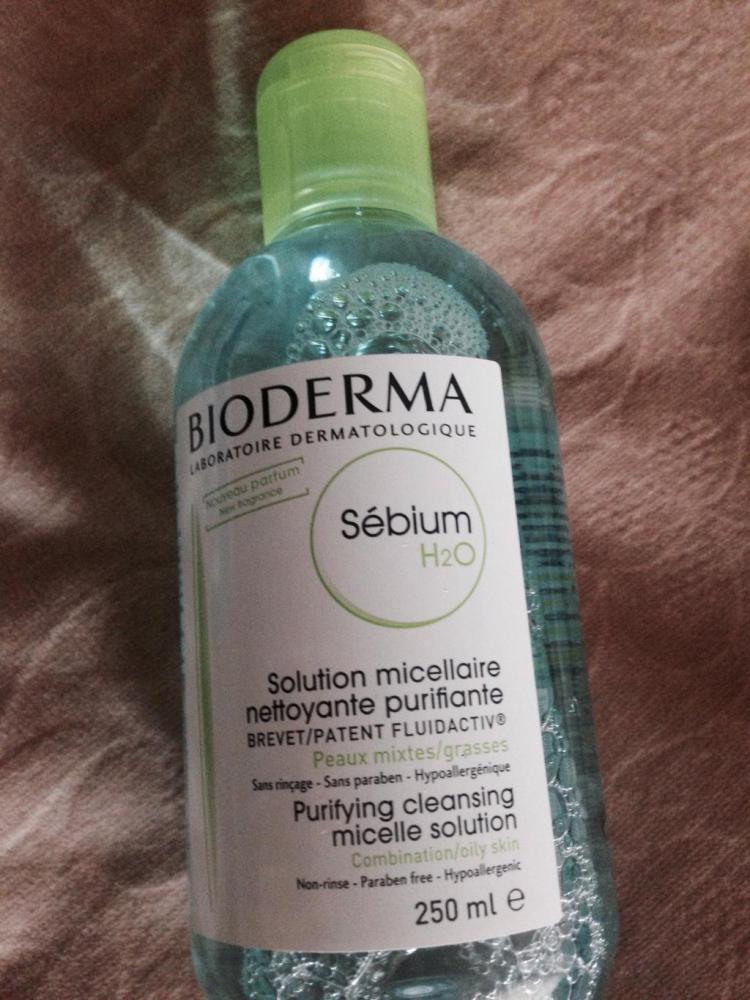 BIODERMA
LABORATOIRE DERMATOLOGIQUE
Nouveau parfum
New fragrance
Sébium
H2O
Solution micellaire
nettoyante purifiante
BREVET/PATENT FLUIDACTIV®
Peaux mixtes/grasses
Sans rinçage - Sans paraben - Hypoallergénique
Purifying cleansing
micelle solution
Combination/oily skin
Non-rinse - Paraben free - Hypoallergenic
250 ml ℮